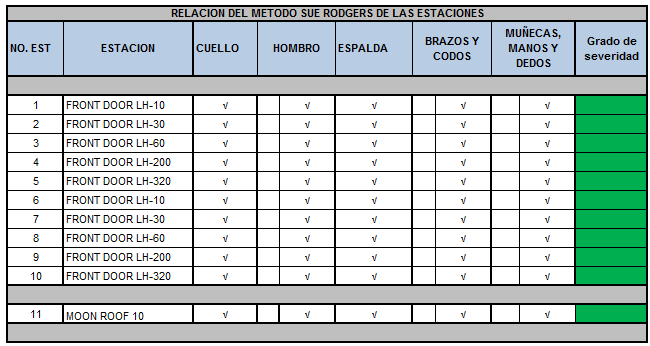 RELACION DEL METODO SUE RODGERS DE LAS ESTACIONES
NO. EST ESTACION CUELLO HOMBRO ESPALDA BRAZOS Y CODOS MUÑECAS, MANOS Y DEDOS Grado de severidad
1 FRONT DOOR LH-10 √ √ √ √ √
2 FRONT DOOR LH-30 √ √ √ √ √
3 FRONT DOOR LH-60 √ √ √ √ √
4 FRONT DOOR LH-200 √ √ √ √ √
5 FRONT DOOR LH-320 √ √ √ √ √
6 FRONT DOOR LH-10 √ √ √ √ √
7 FRONT DOOR LH-30 √ √ √ √ √
8 FRONT DOOR LH-60 √ √ √ √ √
9 FRONT DOOR LH-200 √ √ √ √ √
10 FRONT DOOR LH-320 √ √ √ √ √
11 MOON ROOF 10 √ √ √ √ √